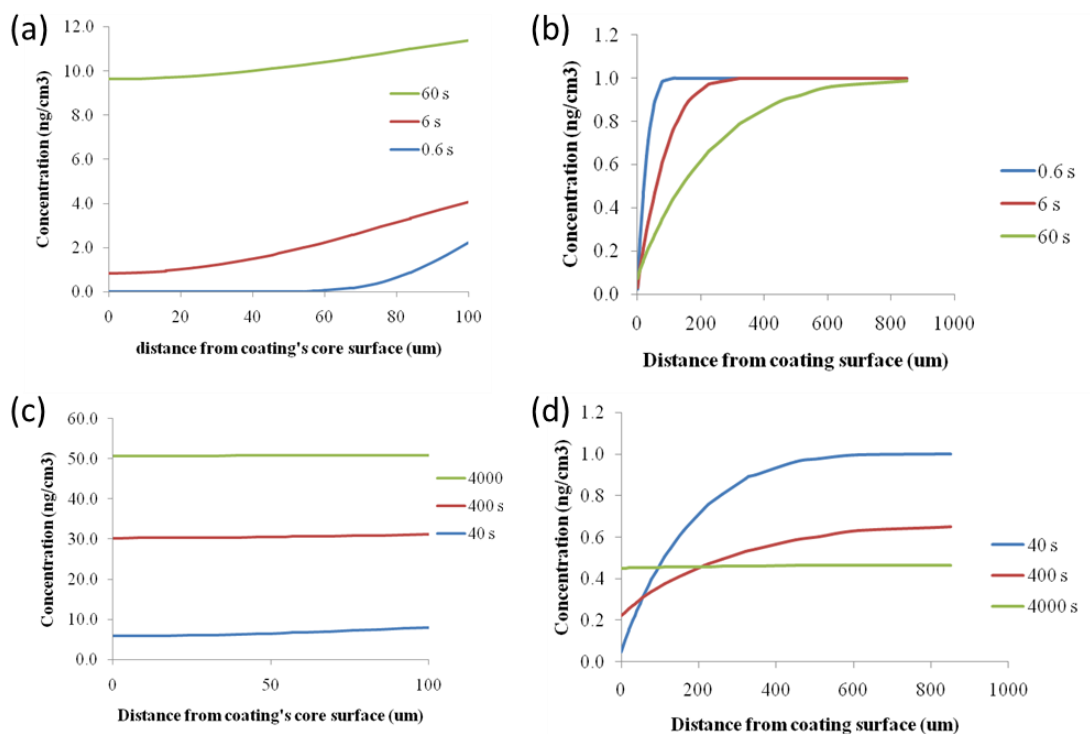 (a)
12.0
10.0
8.0
6.0
4.0
2.0
0.0
Concentration (ng/cm3)
60 s
6 s
0.6 s
0 20 40 60 80 100
distance from coating's core surface (um)
(b)
1.2
1.0
0.8
0.6
0.4
0.2
0.0
Concentration (ng/cm3)
0.6 s
6 s
60 s
0 200 400 600 800 1000
Distance from coating surface (um)
(c)
60.0
50.0
40.0
30.0
20.0
10.0
0.0
Concentration (ng/cm3)
4000
400 s
40 s
0 50 100
Distance from coating's core surface (um)
(d)
1.2
1.0
0.8
0.6
0.4
0.2
0.0
Concentration (ng/cm3)
40 s
400 s
4000 s
0 200 400 600 800 1000
Distance from coating surface (um)